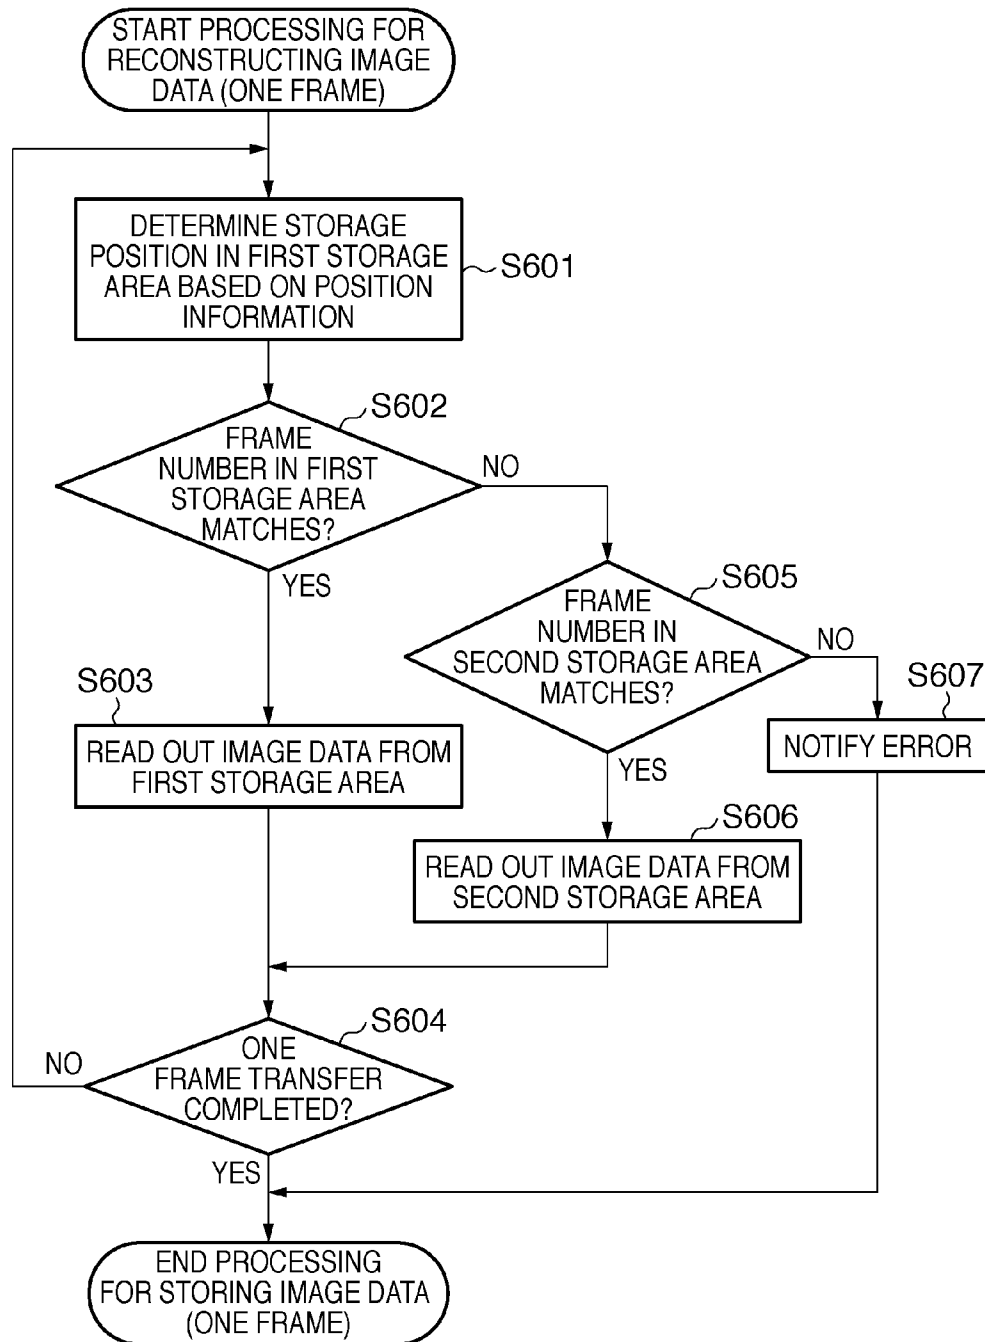 START PROCESSING FOR
RECONSTRUCTING IMAGE
DATA (ONE FRAME)
DETERMINE STORAGE
POSITION IN FIRST STORAGE
AREA BASED ON POSITION
INFORMATION
S601
S602
FRAME
NUMBER IN FIRST
STORAGE AREA
MATCHES?
NO
YES
S605
FRAME
NUMBER IN
SECOND STORAGE AREA
MATCHES?
NO
YES
S603
READ OUT IMAGE DATA FROM
FIRST STORAGE AREA
S607
NOTIFY ERROR
S606
READ OUT IMAGE DATA FROM
SECOND STORAGE AREA
S604
ONE
FRAME TRANSFER
COMPLETED?
NO
YES
END PROCESSING
FOR STORING IMAGE DATA
(ONE FRAME)